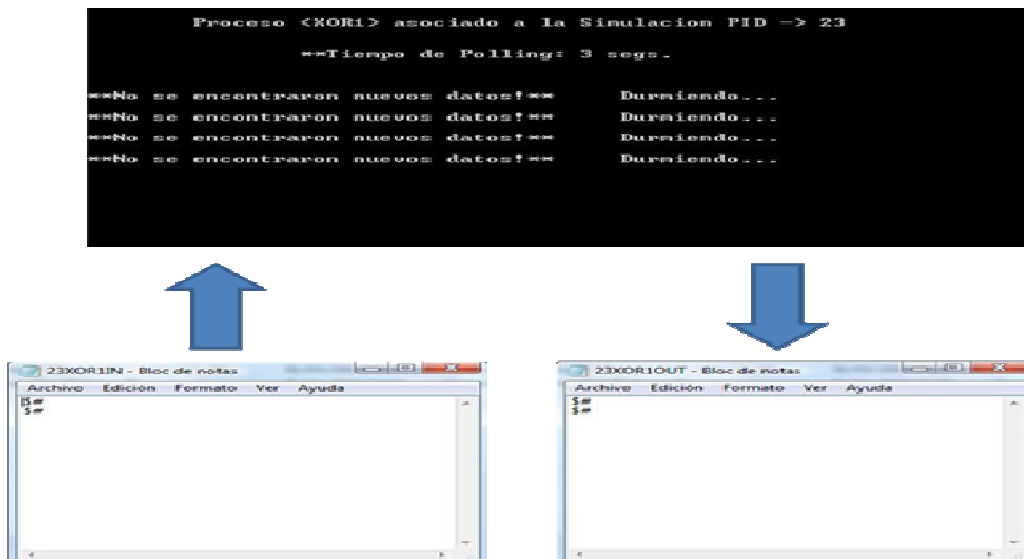 Proceso <XOR1> asociado a la Simulacion PID -> 23
**Tiempo de Polling: 3 segs.
**No se encontraron nuevos datos!** Durmiendo...
**No se encontraron nuevos datos!** Durmiendo...
**No se encontraron nuevos datos!** Durmiendo...
**No se encontraron nuevos datos!** Durmiendo...
23XOR1IN - Bloc de notas
Archivo Edición Formato Ver Ayuda
$#
$#
23XOR1OUT - Bloc de notas
Archivo Edición Formato Ver Ayuda
$#
$#